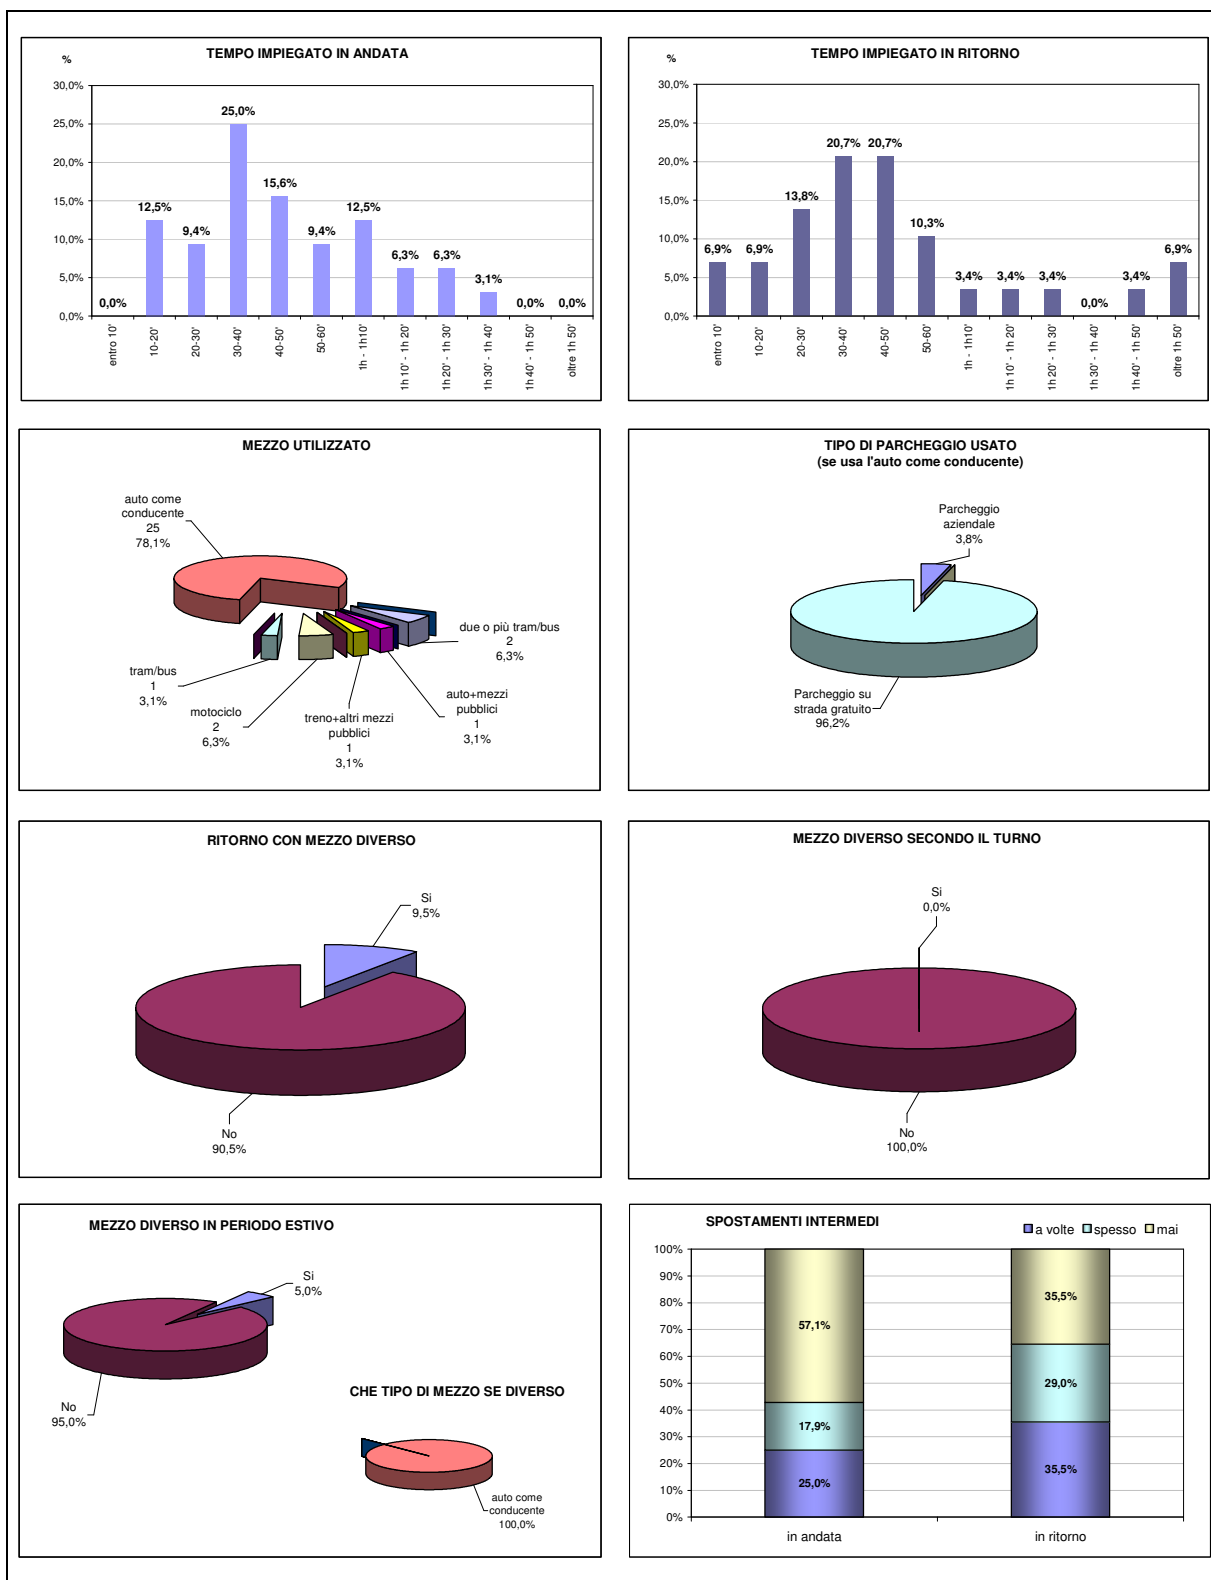 TEMPO IMPIEGATO IN ANDATA
%
30,0%
25,0%
20,0%
15,0%
10,0%
5,0%
0,0%
0,0%
12,5%
9,4%
25,0%
15,6%
9,4%
12,5%
6,3%
6,3%
3,1%
0,0%
0,0%
entro 10'
10-20'
20-30'
30-40'
40-50'
50-60'
1h - 1h10'
1h 10' - 1h 20'
1h 20' - 1h 30'
1h 30' - 1h 40'
1h 40' - 1h 50'
oltre 1h 50'
TEMPO IMPIEGATO IN RITORNO
%
30,0%
25,0%
20,0%
15,0%
10,0%
5,0%
0,0%
6,9%
6,9%
13,8%
20,7%
20,7%
10,3%
3,4%
3,4%
3,4%
0,0%
3,4%
6,9%
entro 10'
10-20'
20-30'
30-40'
40-50'
50-60'
1h - 1h10'
1h 10' - 1h 20'
1h 20' - 1h 30'
1h 30' - 1h 40'
1h 40' - 1h 50'
oltre 1h 50'
MEZZO UTILIZZATO
auto come
conducente
25
78,1%
tram/bus
1
3,1%
motociclo
2
6,3%
treno+altri mezzi
pubblici
1
3,1%
auto+mezzi
pubblici
1
3,1%
due o più tram/bus
2
6,3%
TIPO DI PARCHEGGIO USATO
(se usa l'auto come conducente)
Parcheggio
aziendale
3,8%
Parcheggio su
strada gratuito
96,2%
RITORNO CON MEZZO DIVERSO
Si
9,5%
No
90,5%
MEZZO DIVERSO SECONDO IL TURNO
Si
0,0%
No
100,0%
MEZZO DIVERSO IN PERIODO ESTIVO
Si
5,0%
No
95,0%
CHE TIPO DI MEZZO SE DIVERSO
auto come
conducente
100,0%
SPOSTAMENTI INTERMEDI
a volte spesso mai
100%
90%
80%
70%
60%
50%
40%
30%
20%
10%
0%
57,1%
17,9%
25,0%
35,5%
29,0%
35,5%
in andata
in ritorno